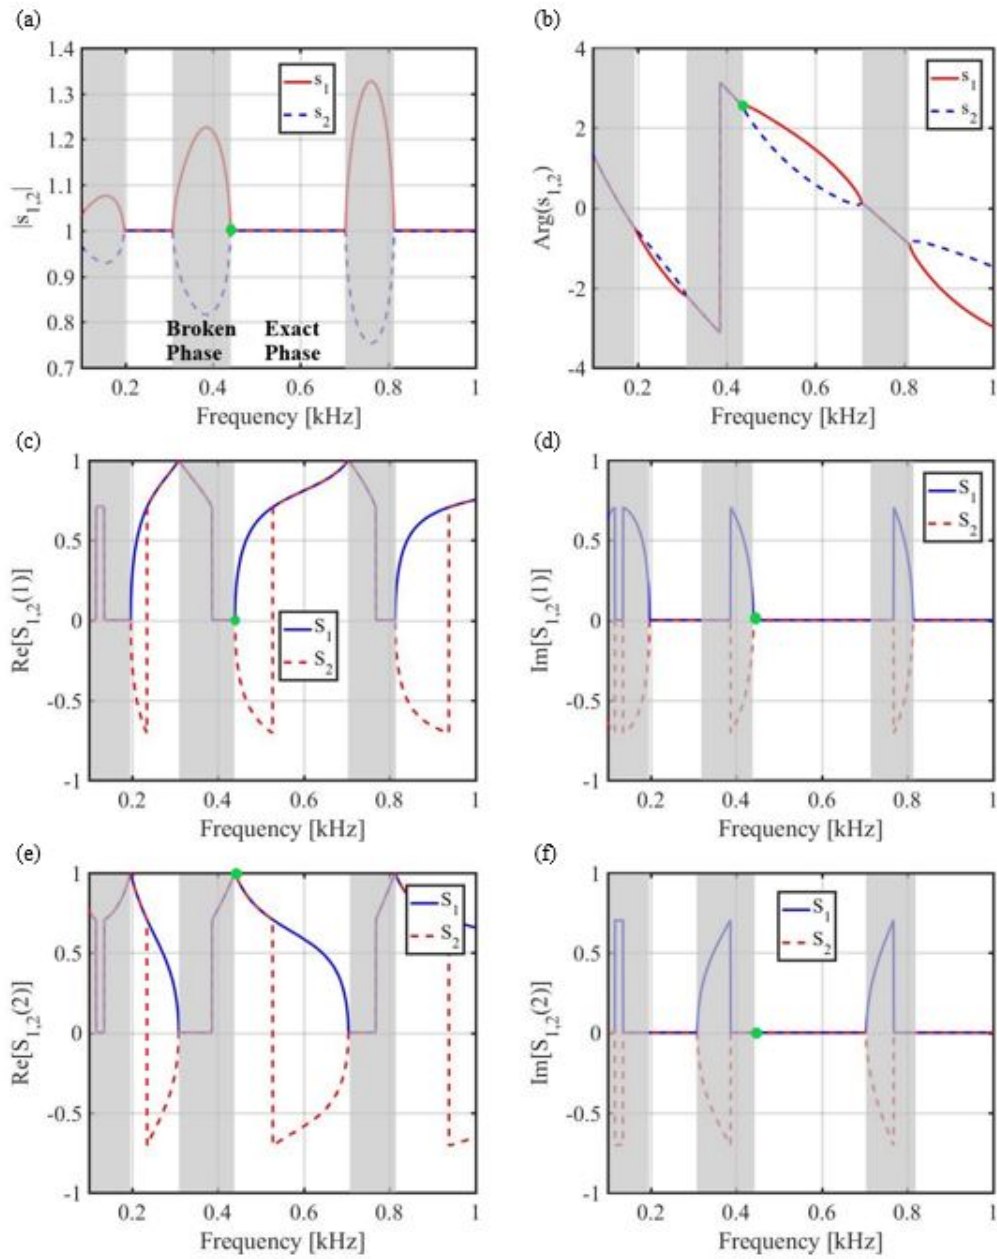 (a)
1.4
1.3
1.2
1.1
1
0.9
0.8
0.7
|s1,2|
s1
s2
Broken Phase
Exact Phase
0.2 0.4 0.6 0.8 1
Frequency [kHz]
(b)
4
2
0
-2
-4
Arg(s1,2)
s1
s2
0.2 0.4 0.6 0.8 1
Frequency [kHz]
(c)
1
0.5
0
-0.5
-1
Re[S1,2(1)]
S1
S2
0.2 0.4 0.6 0.8 1
Frequency [kHz]
(d)
1
0.5
0
-0.5
-1
Im[S1,2(1)]
S1
S2
0.2 0.4 0.6 0.8 1
Frequency [kHz]
(e)
1
0.5
0
-0.5
-1
Re[S1,2(2)]
S1
S2
0.2 0.4 0.6 0.8 1
Frequency [kHz]
(f)
1
0.5
0
-0.5
-1
Im[S1,2(2)]
S1
S2
0.2 0.4 0.6 0.8 1
Frequency [kHz]